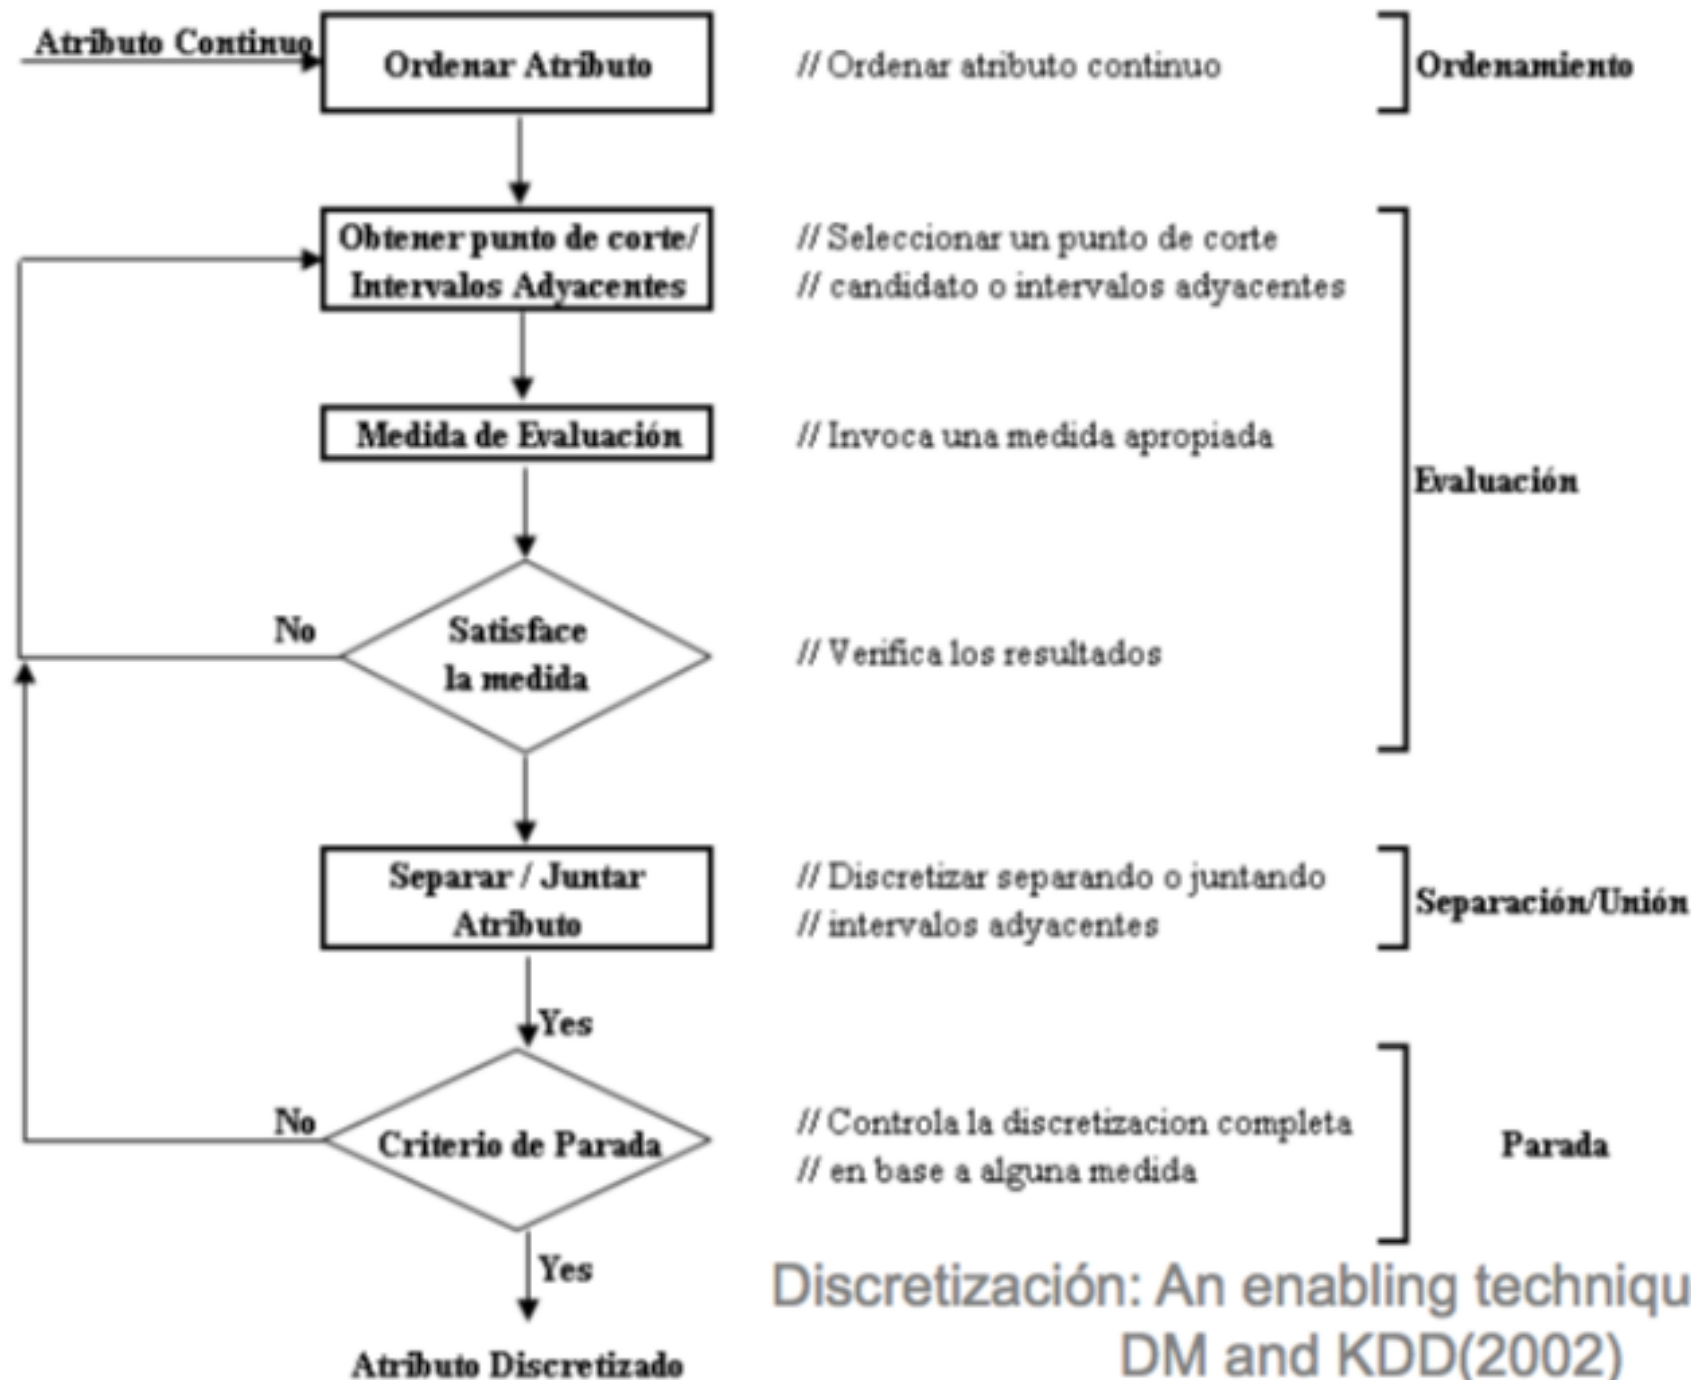 Atributo Continuo
Ordenar Atributo
// Ordenar atributo continuo
Ordenamiento
Obtener punto de corte/
Intervalos Adyacentes
// Seleccionar un punto de corte
// candidato o intervalos adyacentes
Medida de Evaluación
// Invoca una medida apropiada
Evaluación
No
Satisface
la medida
// Verifica los resultados
Separar / Juntar
Atributo
// Discretizar separando o juntando
// intervalos adyacentes
Separación/Unión
Yes
No
Criterio de Parada
// Controla la discretizacion completa
// en base a alguna medida
Parada
Yes
Atributo Discretizado
Discretización: An enabling techniqu
DM and KDD(2002)